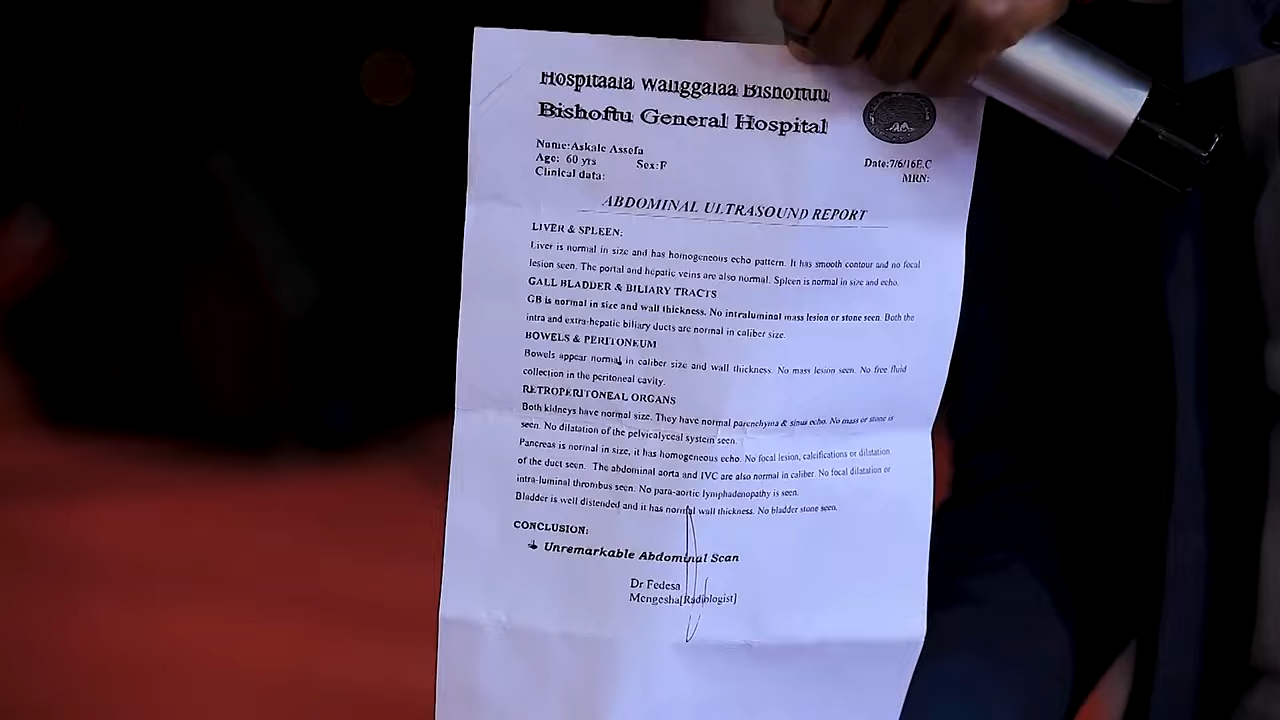 Hospitaala Waliiggalaa Bishoftuu
Bishoftu General Hospital
Name:Askale Assefa
Age: 60 yrs Sex:F Date:7/6/16E.C
Clinical data: MRN:
ABDOMINAL ULTRASOUND REPORT
LIVER & SPLEEN:
Liver is normal in size and has homogeneous echo pattern. It has smooth contour and no focal
lesion seen. The portal and hepatic veins are also normal. Spleen is normal in size and echo.
GALL BLADDER & BILIARY TRACTS
GB is normal in size and wall thickness. No intraluminal mass lesion or stone seen. Both the
intra and extra-hepatic biliary ducts are normal in caliber size.
BOWELS & PERITONEUM
Bowels appear normal in caliber size and wall thickness. No mass lesion seen. No free fluid
collection in the peritoneal cavity.
RETROPERITONEAL ORGANS
Both kidneys have normal size. They have normal parenchyma & sinus echo. No mass or stone is
seen. No dilatation of the pelvicalyceal system seen.
Pancreas is normal in size, it has homogeneous echo. No focal lesion, calcifications or dilatation
of the duct seen. The abdominal aorta and IVC are also normal in caliber. No focal dilatation or
intra-luminal thrombus seen. No para-aortic lymphadenopathy is seen.
Bladder is well distended and it has normal wall thickness. No bladder stone seen.
CONCLUSION:
Unremarkable Abdominal Scan
Dr Fedesa
Mengesha[Radiologist]